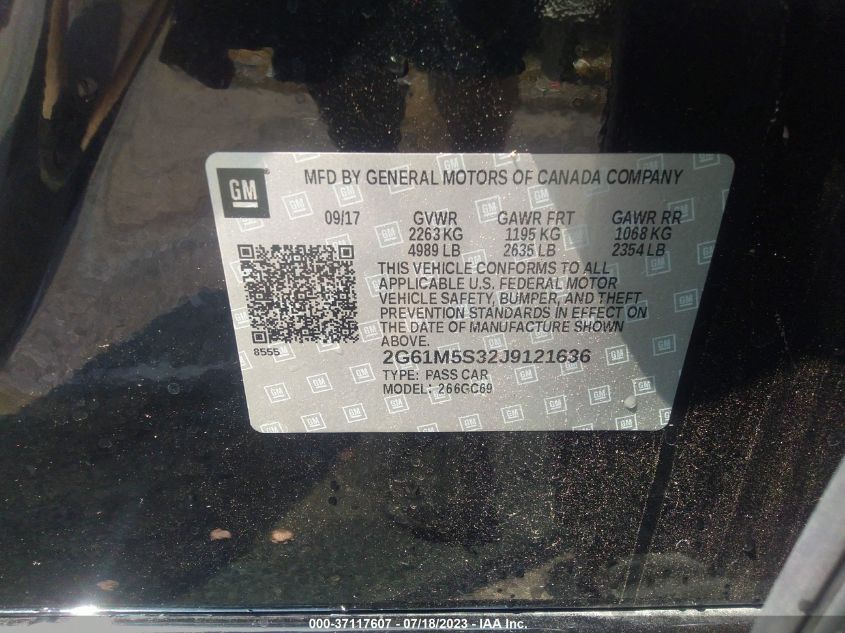 GM
MFD BY GENERAL MOTORS OF CANADA COMPANY
09/17 GVWR GAWR FRT GAWR RR
2263 KG 1195 KG 1068 KG
4989 LB 2635 LB 2354 LB
THIS VEHICLE CONFORMS TO ALL
APPLICABLE U.S. FEDERAL MOTOR
VEHICLE SAFETY, BUMPER, AND THEFT
PREVENTION STANDARDS IN EFFECT ON
THE DATE OF MANUFACTURE SHOWN
ABOVE.
8555
2G61M5S32J9121636
TYPE: PASS CAR
MODEL: 266GC69
000-37117607 / 07/18/2023 - IAA Inc.